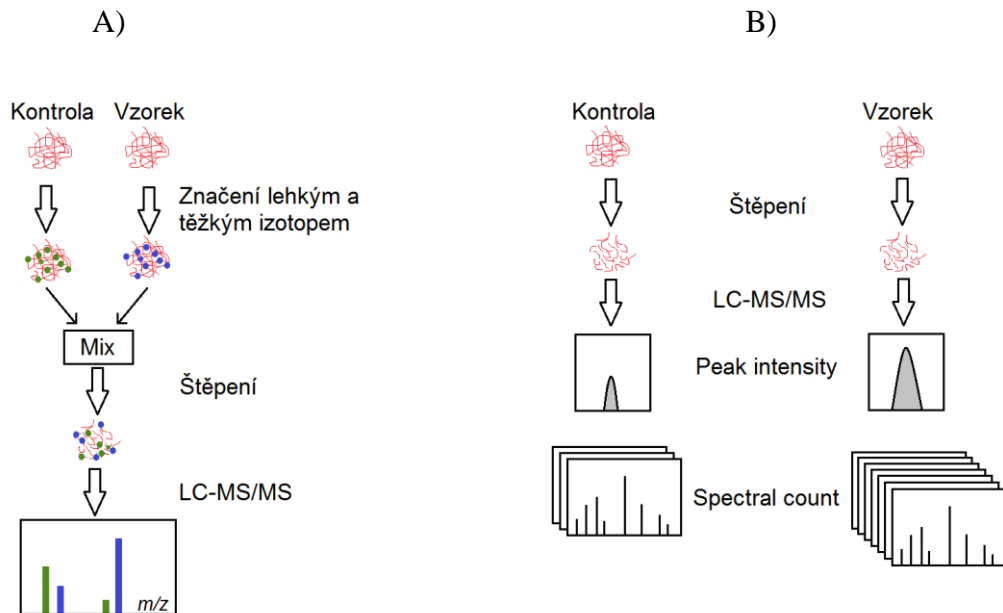 A)
Kontrola Vzorek
Značení lehkým a
těžkým izotopem
Mix
Štěpení
LC-MS/MS
m/z
B)
Kontrola
Vzorek
Štěpení
LC-MS/MS
Peak intensity
Spectral count